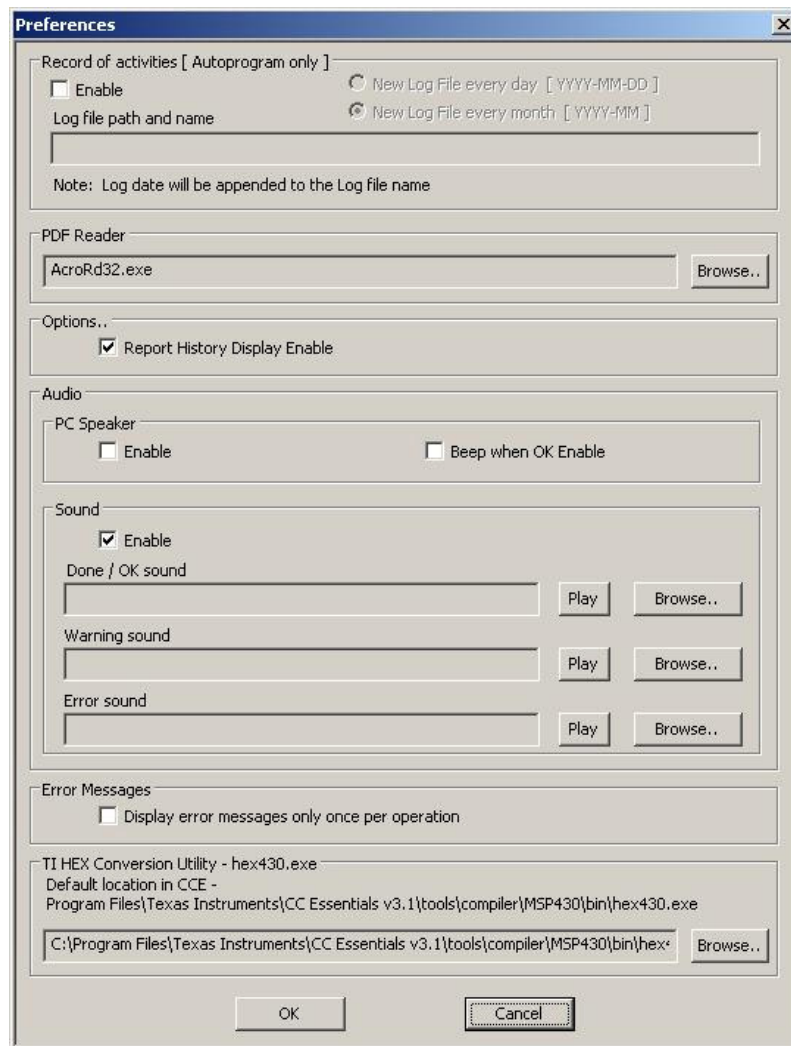 Preferences
Record of activities [ Autoprogram only ]
Enable
New Log File every day [ YYYY-MM-DD ]
New Log File every month [ YYYY-MM ]
Log file path and name
Note: Log date will be appended to the Log file name
PDF Reader
AcroRd32.exe
Browse..
Options..
Report History Display Enable
Audio
PC Speaker
Enable
Beep when OK Enable
Sound
Enable
Done / OK sound
Play
Browse..
Warning sound
Play
Browse..
Error sound
Play
Browse..
Error Messages
Display error messages only once per operation
TI HEX Conversion Utility - hex430.exe
Default location in CCE -
Program Files\Texas Instruments\CC Essentials v3.1\tools\compiler\MSP430\bin\hex430.exe
C:\Program Files\Texas Instruments\CC Essentials v3.1\tools\compiler\MSP430\bin\hex
Browse..
OK
Cancel